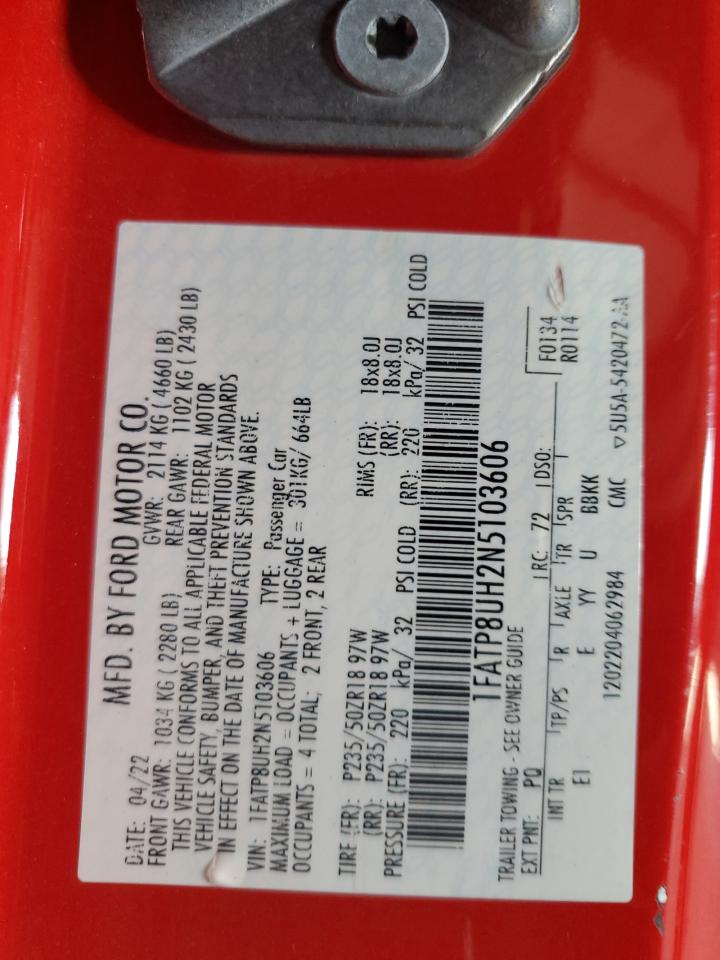 MFD. BY FORD MOTOR CO.
DATE: 04/22 GVWR: 2114 KG ( 4660 LB)
FRONT GAWR: 1034 KG ( 2280 LB) REAR GAWR: 1102 KG ( 2430 LB)
THIS VEHICLE CONFORMS TO ALL APPLICABLE FEDERAL MOTOR
VEHICLE SAFETY, BUMPER, AND THEFT PREVENTION STANDARDS
IN EFFECT ON THE DATE OF MANUFACTURE SHOWN ABOVE.
VIN: 1FATP8UH2N5103606 TYPE: Passenger Car
MAXIMUM LOAD = OCCUPANTS + LUGGAGE = 301KG/ 664LB
OCCUPANTS = 4 TOTAL; 2 FRONT, 2 REAR
TIRE (FR): P235/50ZR18 97W RIMS (FR): 18x8.0J
(RR): P235/50ZR18 97W (RR): 18x8.0J
PRESSURE (FR): 220 kPa/ 32 PSI COLD (RR): 220 kPa/ 32 PSI COLD
1FATP8UH2N5103606
TRAILER TOWING - SEE OWNER GUIDE
EXT PNT: PQ RC: 72 DSO: F0134
INT TR TP/PS R AXLE TR SPR R0114
E1 E YY U BBKK
1202204062984 CMC ▽5U5A-5420472-AA